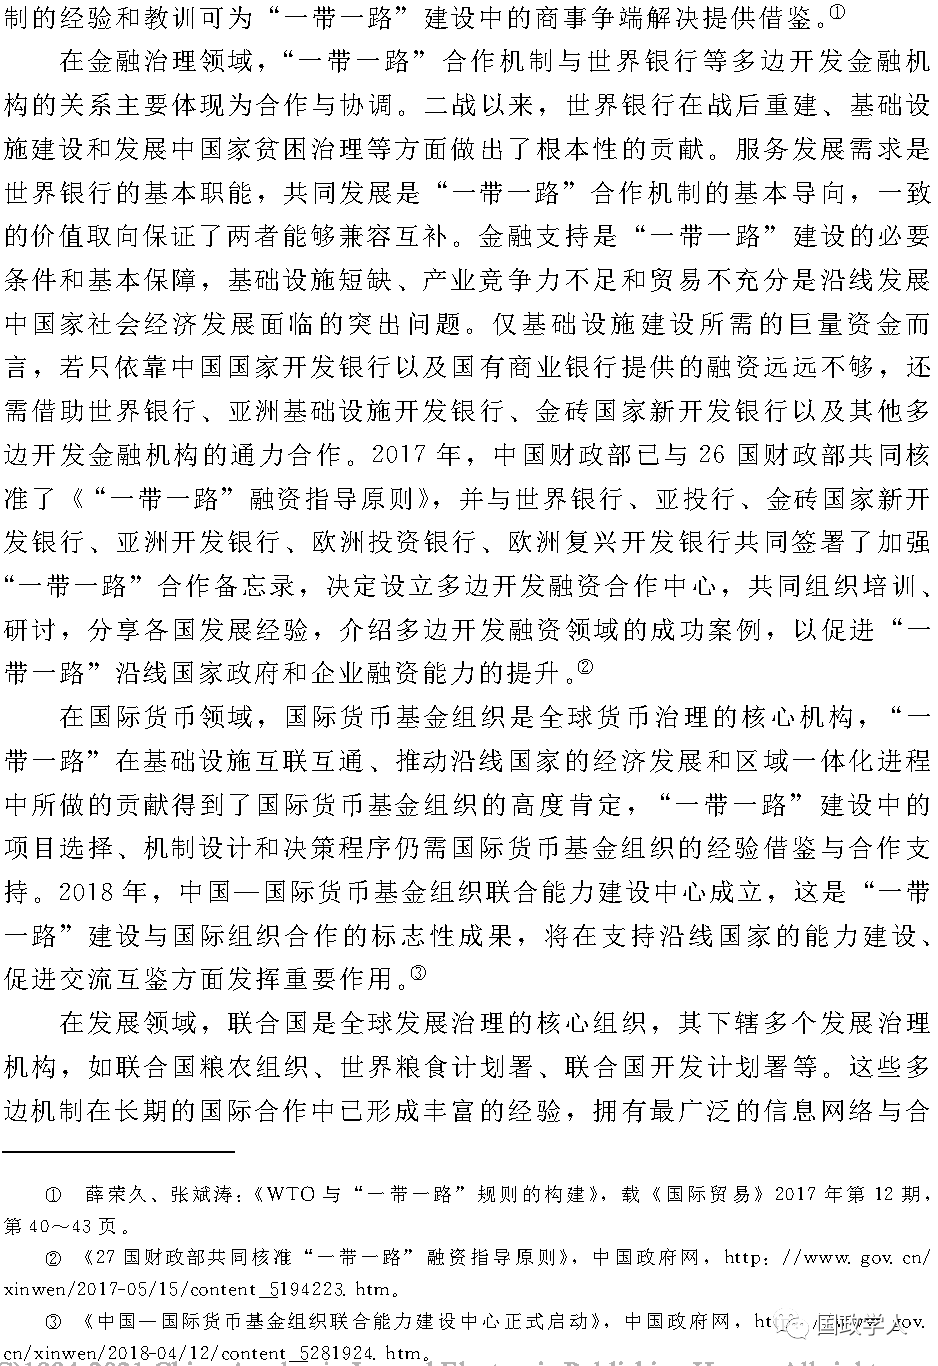 制的经验和教训可为“一带一路”建设中的商事争端解决提供借鉴。①
在金融治理领域，“一带一路”合作机制与世界银行等多边开发金融机
构的关系主要体现为合作与协调。二战以来，世界银行在战后重建、基础设
施建设和发展中国家贫困治理等方面做出了根本性的贡献。服务发展需求是
世界银行的基本职能，共同发展是“一带一路”合作机制的基本导向，一致
的价值取向保证了两者能够兼容互补。金融支持是“一带一路”建设的必要
条件和基本保障，基础设施短缺、产业竞争力不足和贸易不充分是沿线发展
中国家社会经济发展面临的突出问题。仅基础设施建设所需的巨量资金而
言，若只依靠中国国家开发银行以及国有商业银行提供的融资远远不够，还
需借助世界银行、亚洲基础设施开发银行、金砖国家新开发银行以及其他多
边开发金融机构的通力合作。2017 年，中国财政部已与 26 国财政部共同核
准了《“一带一路”融资指导原则》，并与世界银行、亚投行、金砖国家新开
发银行、亚洲开发银行、欧洲投资银行、欧洲复兴开发银行共同签署了加强
“一带一路”合作备忘录，决定设立多边开发融资合作中心，共同组织培训、
研讨，分享各国发展经验，介绍多边开发融资领域的成功案例，以促进“一
带一路”沿线国家政府和企业融资能力的提升。②
在国际货币领域，国际货币基金组织是全球货币治理的核心机构，“一
带一路”在基础设施互联互通、推动沿线国家的经济发展和区域一体化进程
中所做的贡献得到了国际货币基金组织的高度肯定，“一带一路”建设中的
项目选择、机制设计和决策程序仍需国际货币基金组织的经验借鉴与合作支
持。2018 年，中国—国际货币基金组织联合能力建设中心成立，这是“一带
一路”建设与国际组织合作的标志性成果，将在支持沿线国家的能力建设、
促进交流互鉴方面发挥重要作用。③
在发展领域，联合国是全球发展治理的核心组织，其下辖多个发展治理
机构，如联合国粮农组织、世界粮食计划署、联合国开发计划署等。这些多
边机制在长期的国际合作中已形成丰富的经验，拥有最广泛的信息网络与合
① 薛荣久、张斌涛：《WTO 与“一带一路”规则的构建》，载《国际贸易》2017 年第 12 期，
第 40～43 页。
② 《27 国财政部共同核准“一带一路”融资指导原则》，中国政府网，http：//www. gov. cn/
xinwen/2017-05/15/content_5194223. htm。
③ 《中国—国际货币基金组织联合能力建设中心正式启动》，中国政府网，htt //www. gov.
cn/xinwen/2018-04/12/content_5281924. htm。
国政学人